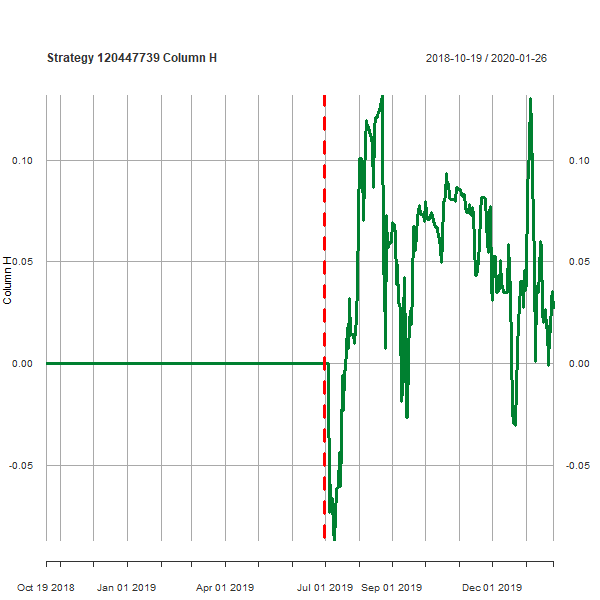 Strategy 120447739 Column H
2018-10-19 / 2020-01-26
0.10
0.10
0.05
0.05
Column H
0.00
0.00
-0.05
-0.05
Oct 19 2018
Jan 01 2019
Apr 01 2019
Jul 01 2019
Sep 01 2019
Dec 01 2019